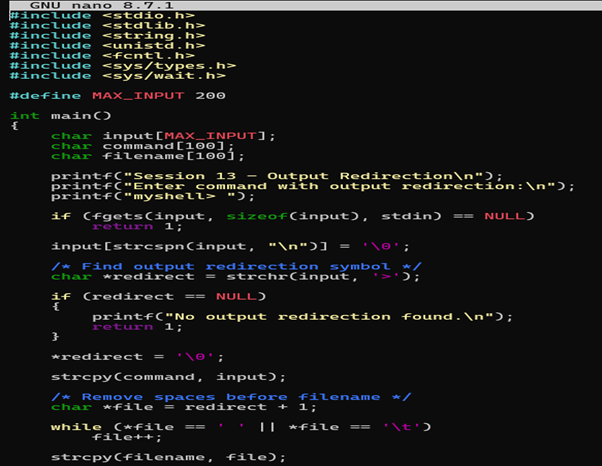 GNU nano 8.7.1
#include <stdio.h>
#include <stdlib.h>
#include <string.h>
#include <unistd.h>
#include <fcntl.h>
#include <sys/types.h>
#include <sys/wait.h>

#define MAX_INPUT 200

int main()
{
    char input[MAX_INPUT];
    char command[100];
    char filename[100];

    printf("Session 13 – Output Redirection\n");
    printf("Enter command with output redirection:\n");
    printf("myshell> ");

    if (fgets(input, sizeof(input), stdin) == NULL)
        return 1;

    input[strcspn(input, "\n")] = '\0';

    /* Find output redirection symbol */
    char *redirect = strchr(input, '>');

    if (redirect == NULL)
    {
        printf("No output redirection found.\n");
        return 1;
    }

    *redirect = '\0';

    strcpy(command, input);

    /* Remove spaces before filename */
    char *file = redirect + 1;

    while (*file == ' ' || *file == '\t')
        file++;

    strcpy(filename, file);